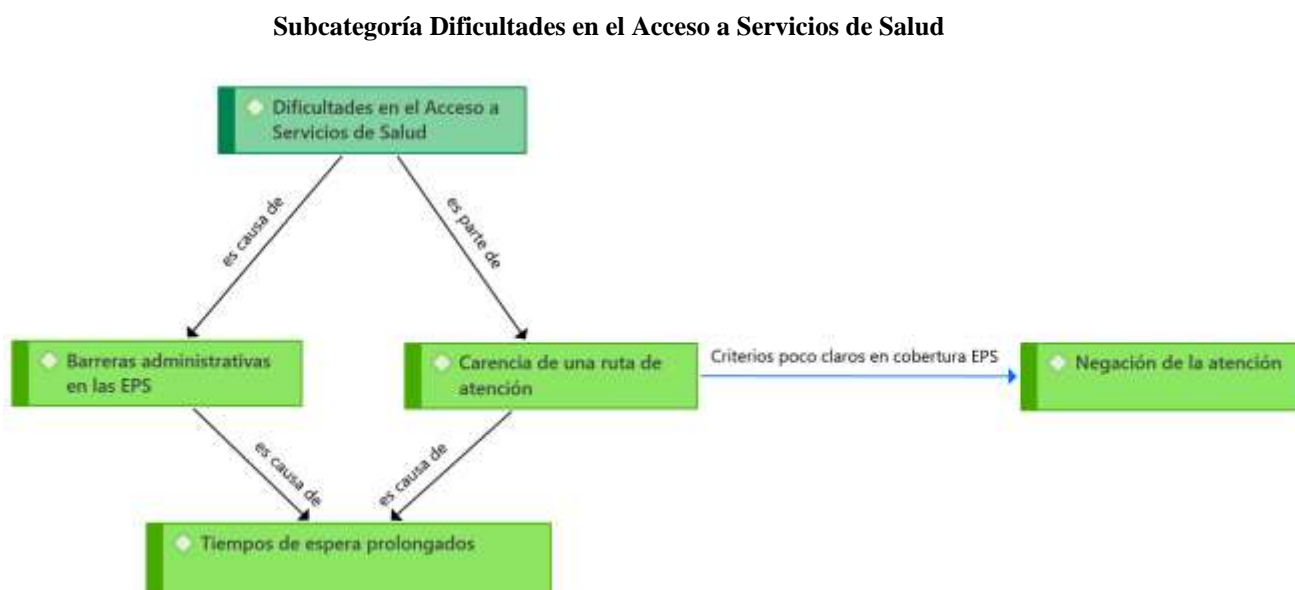 Subcategoría Dificultades en el Acceso a Servicios de Salud
Dificultades en el Acceso a
Servicios de Salud
es causa de
es parte de
Barreras administrativas
en las EPS
Carencia de una ruta de
atención
Criterios poco claros en cobertura EPS
Negación de la atención
es causa de
es causa de
Tiempos de espera prolongados